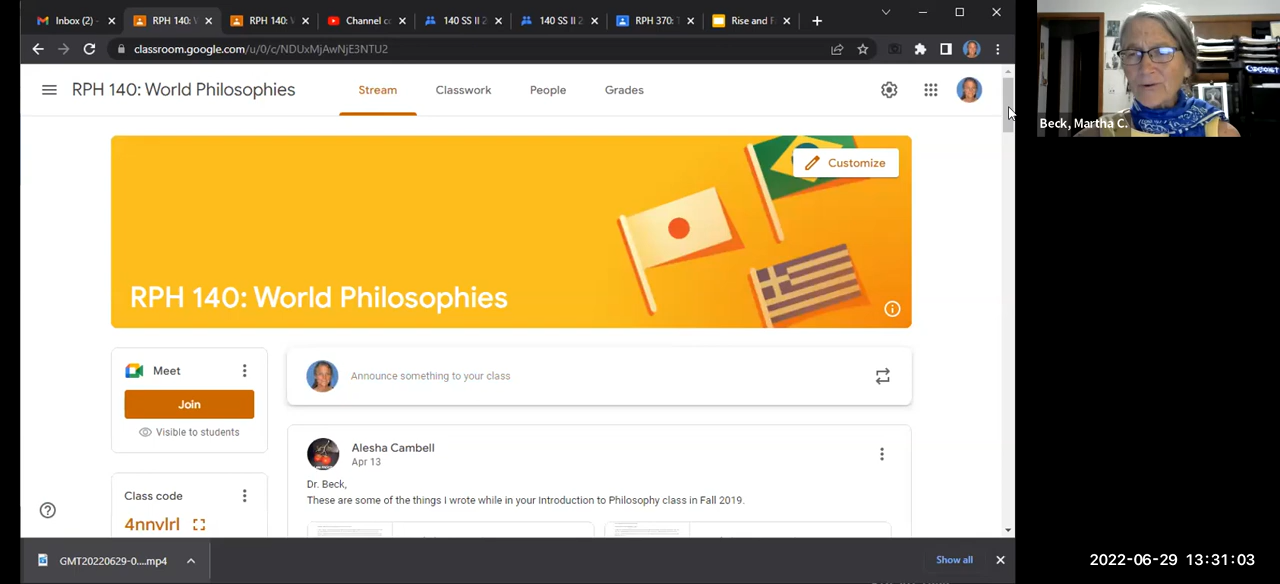 Inbox (2) -
RPH 140: W
RPH 140: W
Channel co
140 SS II 2
140 SS II 2
RPH 370: T
Rise and F
classroom.google.com/u/0/c/NDUxMjAwNjE3NTU2
Beck, Martha C.
RPH 140: World Philosophies
Stream
Classwork
People
Grades
Customize
RPH 140: World Philosophies
Meet
Join
Visible to students
Announce something to your class
Alesha Cambell
Apr 13
Dr. Beck,
These are some of the things I wrote while in your Introduction to Philosophy class in Fall 2019.
Class code
4nnvlrl
GMT20220629-0....mp4
Show all
2022-06-29 13:31:03